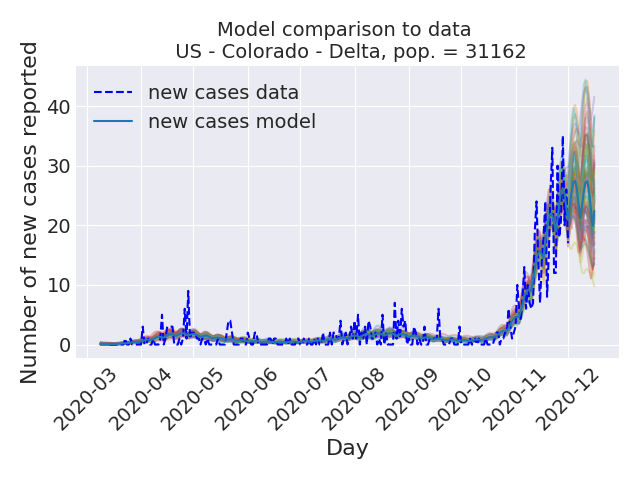 Model comparison to data
US - Colorado - Delta, pop. = 31162
Number of new cases reported
40
30
20
10
0
new cases data
new cases model
2020-03
2020-04
2020-05
2020-06
2020-07
2020-08
2020-09
2020-10
2020-11
2020-12
Day